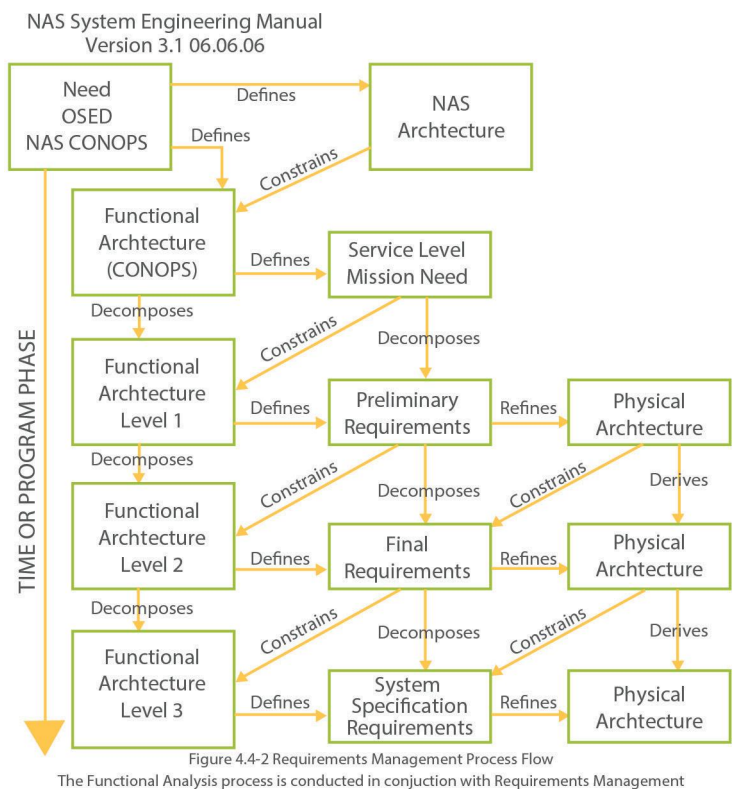 NAS System Engineering Manual
Version 3.1 06.06.06
Need
OSED
NAS CONOPS
Defines
NAS
Archtecture
Defines
Constrains
Functional
Archtecture
(CONOPS)
Defines
Service Level
Mission Need
Decomposes
Constrains
Decomposes
Functional
Archtecture
Level 1
Defines
Preliminary
Requirements
Refines
Physical
Archtecture
Decomposes
Constrains
Decomposes
Constrains
Derives
Functional
Archtecture
Level 2
Defines
Final
Requirements
Refines
Physical
Archtecture
Decomposes
Constrains
Decomposes
Constrains
Derives
Functional
Archtecture
Level 3
Defines
System
Specification
Requirements
Refines
Physical
Archtecture
TIME OR PROGRAM PHASE
Figure 4.4-2 Requirements Management Process Flow
The Functional Analysis process is conducted in conjuction with Requirements Management